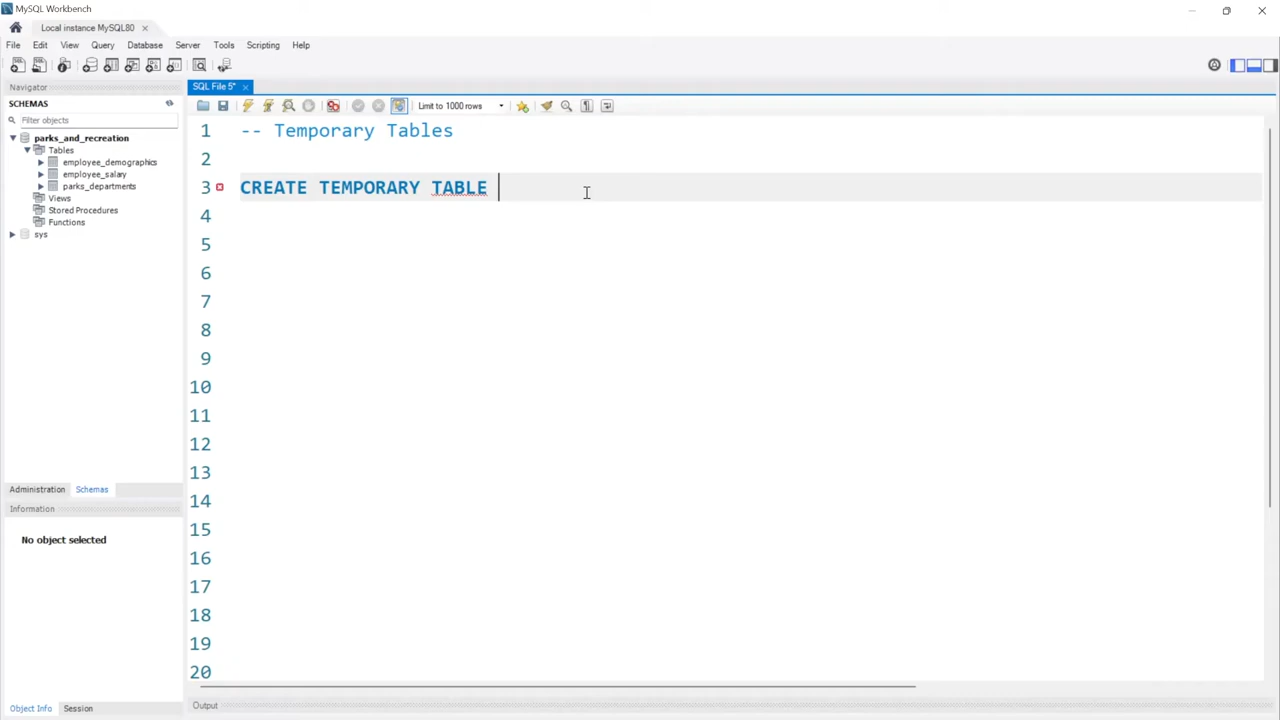 MySQL Workbench
Local instance MySQL80
File Edit View Query Database Server Tools Scripting Help
Navigator
SCHEMAS
Filter objects
parks_and_recreation
Tables
employee_demographics
employee_salary
parks_departments
Views
Stored Procedures
Functions
sys
Administration Schemas
Information
No object selected
Object Info Session
SQL File 5*
Limit to 1000 rows
1 -- Temporary Tables
2
3 CREATE TEMPORARY TABLE
4
5
6
7
8
9
10
11
12
13
14
15
16
17
18
19
20
Output